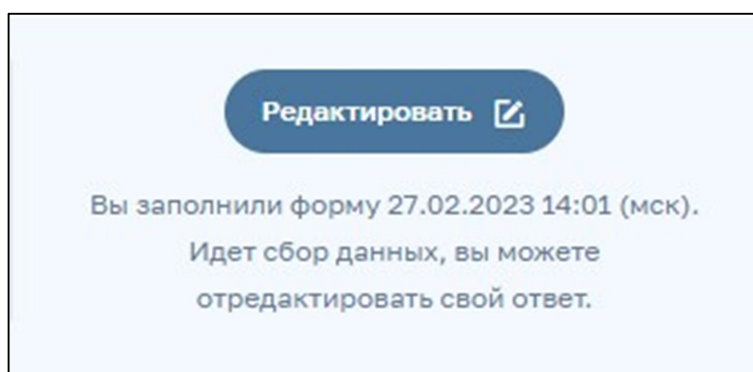 Редактировать
Вы заполнили форму 27.02.2023 14:01 (мск).
Идет сбор данных, вы можете
отредактировать свой ответ.